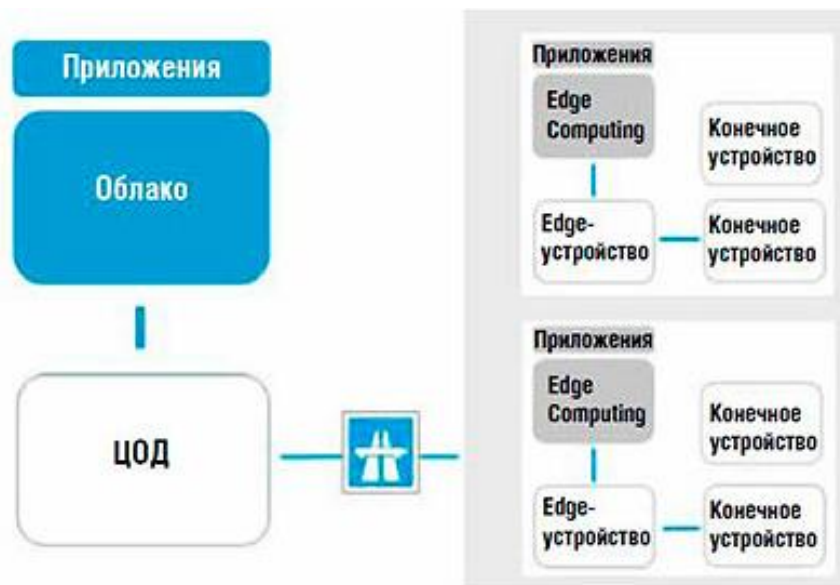 Приложения
Облако
ЦОД
Приложения
Edge
Computing
Конечное
устройство
Edge-
устройство
Конечное
устройство
Приложения
Edge
Computing
Конечное
устройство
Edge-
устройство
Конечное
устройство